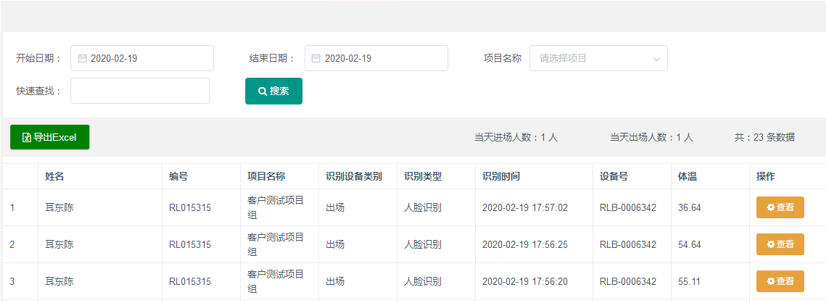 开始日期： 2020-02-19 结束日期： 2020-02-19 项目名称 请选择项目
快速查找： 搜索
导出Excel 当天进场人数：1 人 当天出场人数：1 人 共：23 条数据
姓名 编号 项目名称 识别设备类别 识别类型 识别时间 设备号 体温 操作
1 耳东陈 RL015315 客户测试项目组 出场 人脸识别 2020-02-19 17:57:02 RLB-0006342 36.64 查看
2 耳东陈 RL015315 客户测试项目组 出场 人脸识别 2020-02-19 17:56:25 RLB-0006342 54.64 查看
3 耳东陈 RL015315 客户测试项目组 出场 人脸识别 2020-02-19 17:56:20 RLB-0006342 55.11 查看